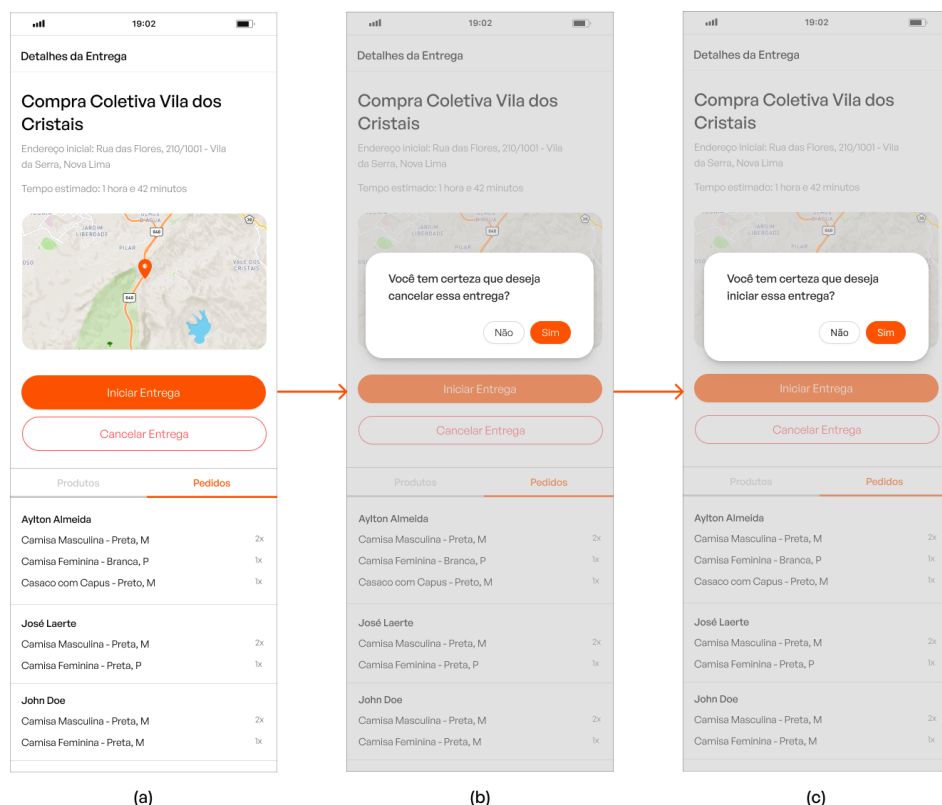 19:02
Detalhes da Entrega
Compra Coletiva Vila dos
Cristais
Endereço inicial: Rua das Flores, 210/1001 - Vila
da Serra, Nova Lima
Tempo estimado: 1 hora e 42 minutos
JARDIM
LIBERDADE
040
PILAR
VALE DOS
CRISTAIS
040
Iniciar Entrega
Cancelar Entrega
Produtos
Pedidos
Aylton Almeida
Camisa Masculina - Preta, M 2x
Camisa Feminina - Branca, P 1x
Casaco com Capus - Preto, M 1x
José Laerte
Camisa Masculina - Preta, M 2x
Camisa Feminina - Preta, P 1x
John Doe
Camisa Masculina - Preta, M 2x
Camisa Feminina - Preta, M 1x
(a)
19:02
Detalhes da Entrega
Compra Coletiva Vila dos
Cristais
Endereço inicial: Rua das Flores, 210/1001 - Vila
da Serra, Nova Lima
Tempo estimado: 1 hora e 42 minutos
JARDIM
LIBERDADE
040
PILAR
Você tem certeza que deseja
cancelar essa entrega?
Não
Sim
Iniciar Entrega
Cancelar Entrega
Produtos
Pedidos
Aylton Almeida
Camisa Masculina - Preta, M 2x
Camisa Feminina - Branca, P 1x
Casaco com Capus - Preto, M 1x
José Laerte
Camisa Masculina - Preta, M 2x
Camisa Feminina - Preta, P 1x
John Doe
Camisa Masculina - Preta, M 2x
Camisa Feminina - Preta, M 1x
(b)
19:02
Detalhes da Entrega
Compra Coletiva Vila dos
Cristais
Endereço inicial: Rua das Flores, 210/1001 - Vila
da Serra, Nova Lima
Tempo estimado: 1 hora e 42 minutos
JARDIM
LIBERDADE
040
PILAR
Você tem certeza que deseja
iniciar essa entrega?
Não
Sim
Iniciar Entrega
Cancelar Entrega
Produtos
Pedidos
Aylton Almeida
Camisa Masculina - Preta, M 2x
Camisa Feminina - Branca, P 1x
Casaco com Capus - Preto, M 1x
José Laerte
Camisa Masculina - Preta, M 2x
Camisa Feminina - Preta, P 1x
John Doe
Camisa Masculina - Preta, M 2x
Camisa Feminina - Preta, M 1x
(c)